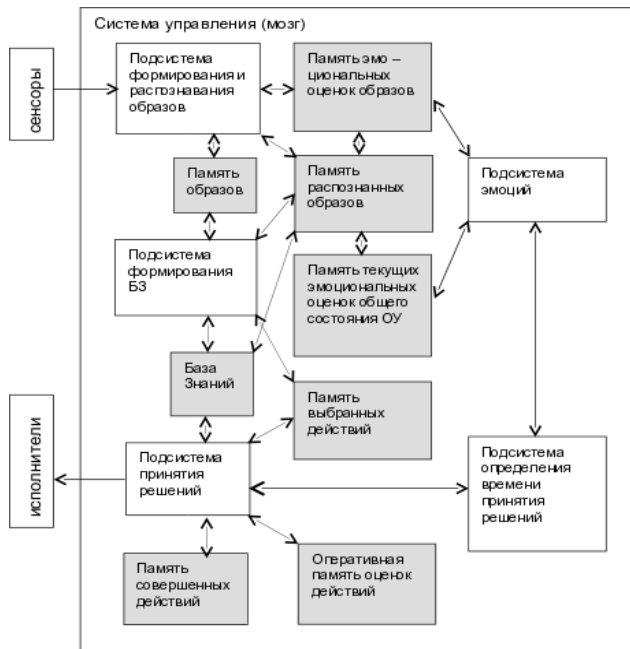 Система управления (мозг)
сенсоры
Подсистема
формирования и
распознавания
образов
Память эмо –
циональных
оценок образов
Память
образов
Память
распознанных
образов
Подсистема
эмоций
Подсистема
формирования
БЗ
Память текущих
эмоциональных
оценок общего
состояния ОУ
База
Знаний
Память
выбранных
действий
исполнители
Подсистема
принятия
решений
Подсистема
определения
времени
принятия
решений
Память
совершенных
действий
Оперативная
память оценок
действий